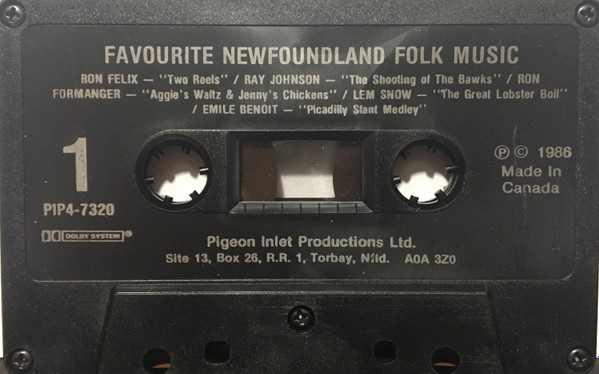 FAVOURITE NEWFOUNDLAND FOLK MUSIC
RON FELIX — "Two Reels" / RAY JOHNSON — "The Shooting of The Bawks" / RON
FORMANGER — "Aggie's Waltz & Jenny's Chickens" / LEM SNOW — "The Great Lobster Boil"
/ EMILE BENOIT — "Picadilly Slant Medley"
1
PIP4-7320
DOLBY SYSTEM®
℗ © 1986
Made In
Canada
Pigeon Inlet Productions Ltd.
Site 13, Box 26, R.R. 1, Torbay, Nfld. A0A 3Z0